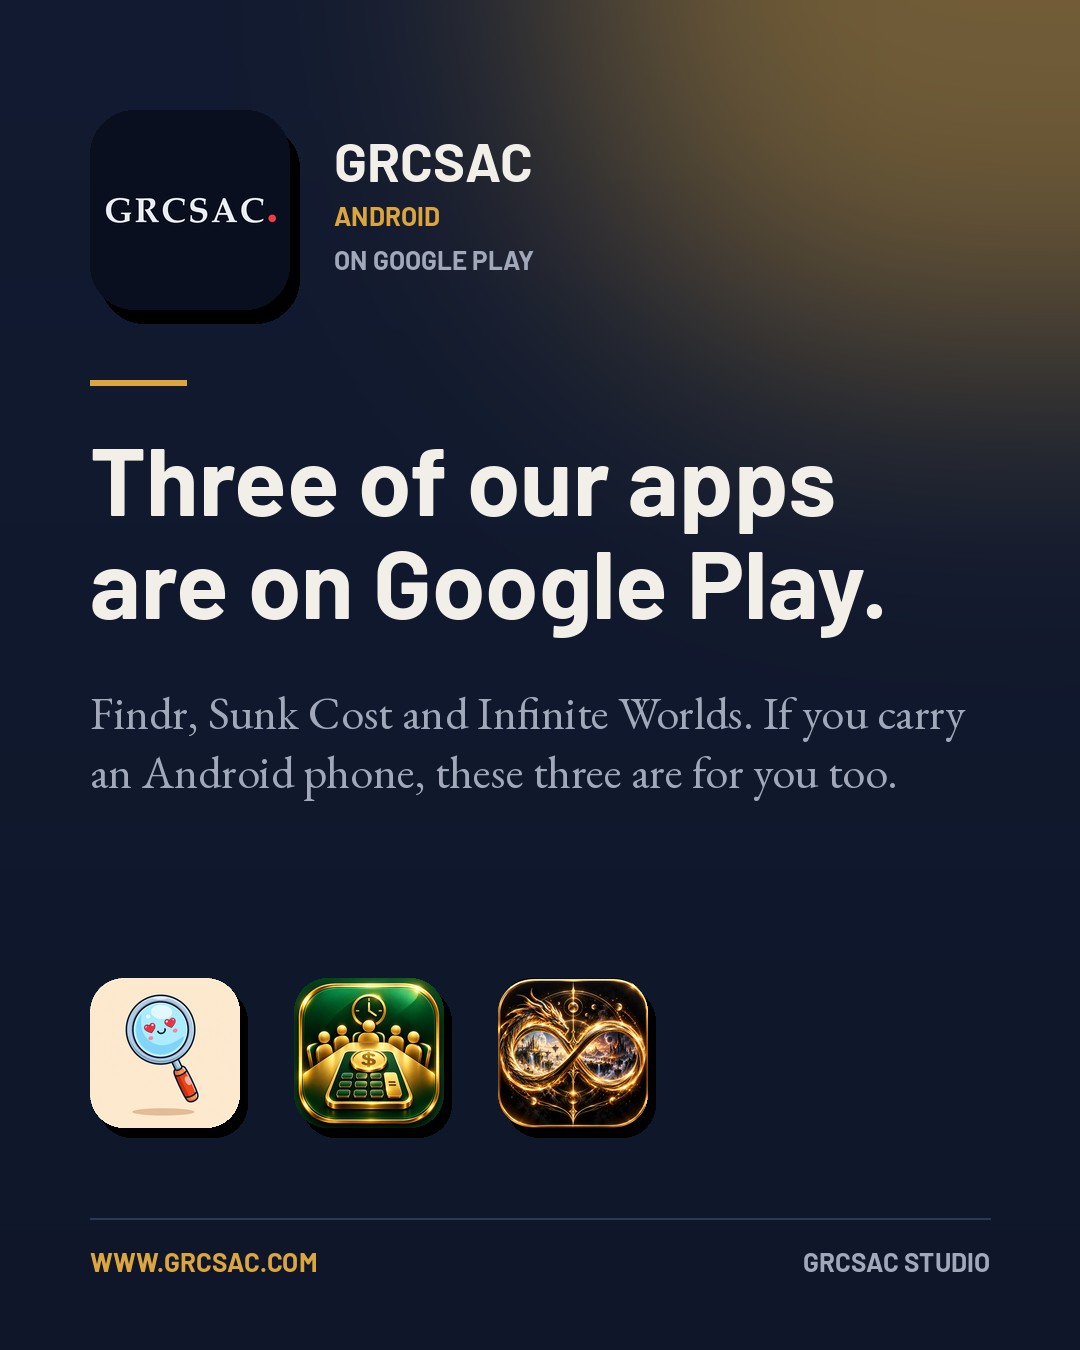 GRCSAC.
GRCSAC
ANDROID
ON GOOGLE PLAY
Three of our apps
are on Google Play.
Findr, Sunk Cost and Infinite Worlds. If you carry
an Android phone, these three are for you too.
$
WWW.GRCSAC.COM
GRCSAC STUDIO